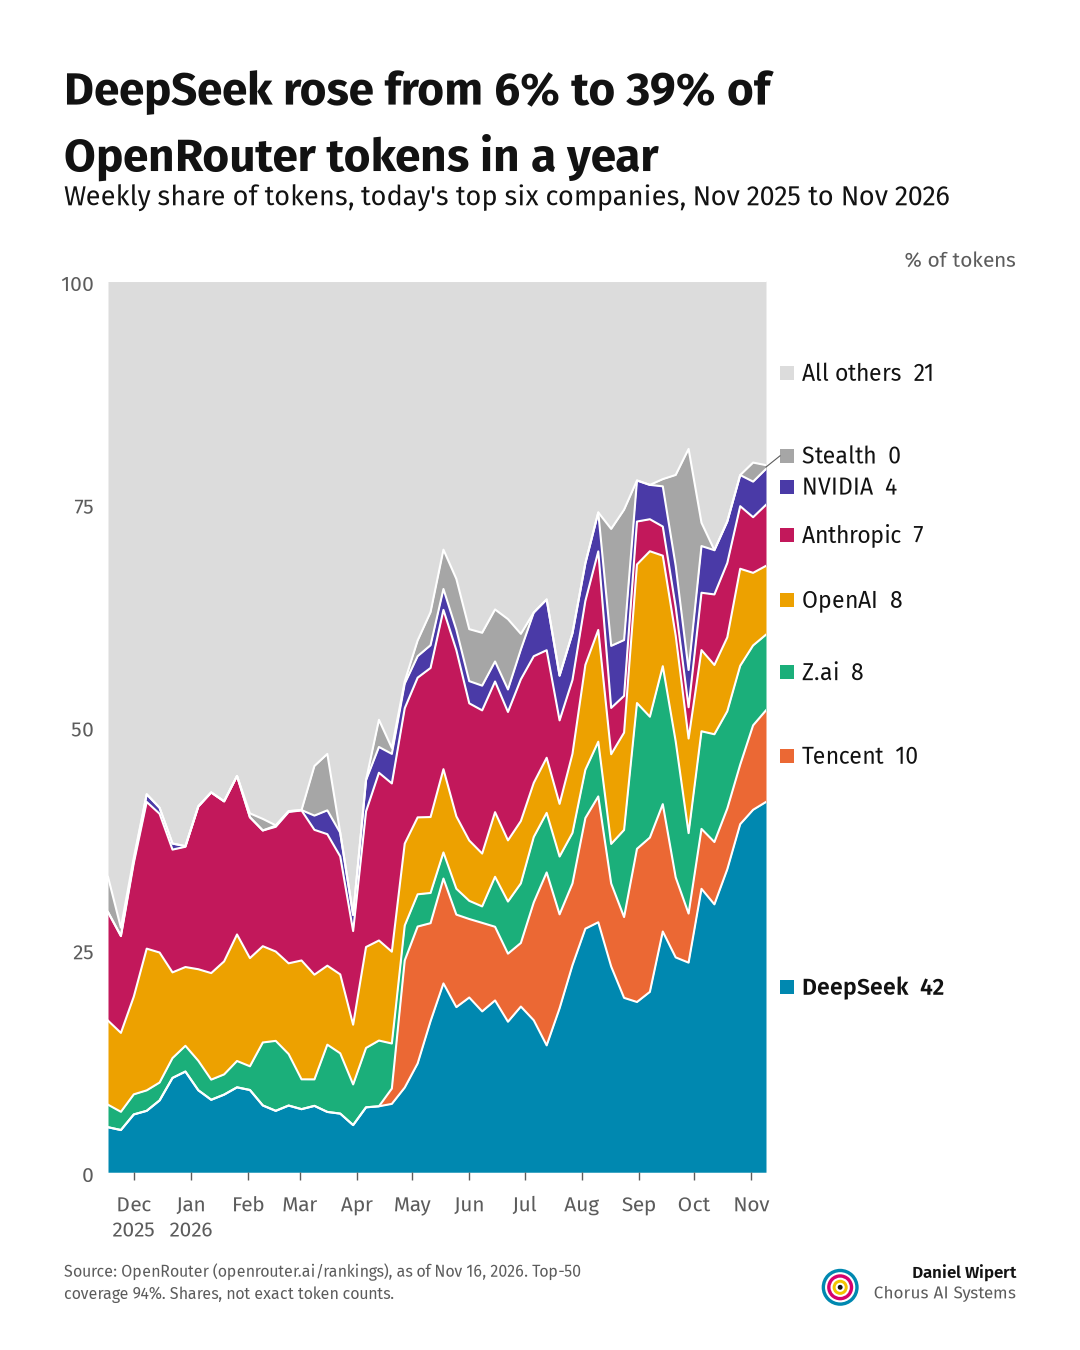 DeepSeek rose from 6% to 39% of
OpenRouter tokens in a year
Weekly share of tokens, today's top six companies, Nov 2025 to Nov 2026
% of tokens
100
75
50
25
0
All others 21
Stealth 0
NVIDIA 4
Anthropic 7
OpenAI 8
Z.ai 8
Tencent 10
DeepSeek 42
Dec Jan Feb Mar Apr May Jun Jul Aug Sep Oct Nov
2025 2026
Source: OpenRouter (openrouter.ai/rankings), as of Nov 16, 2026. Top-50
coverage 94%. Shares, not exact token counts.
Daniel Wipert
Chorus AI Systems